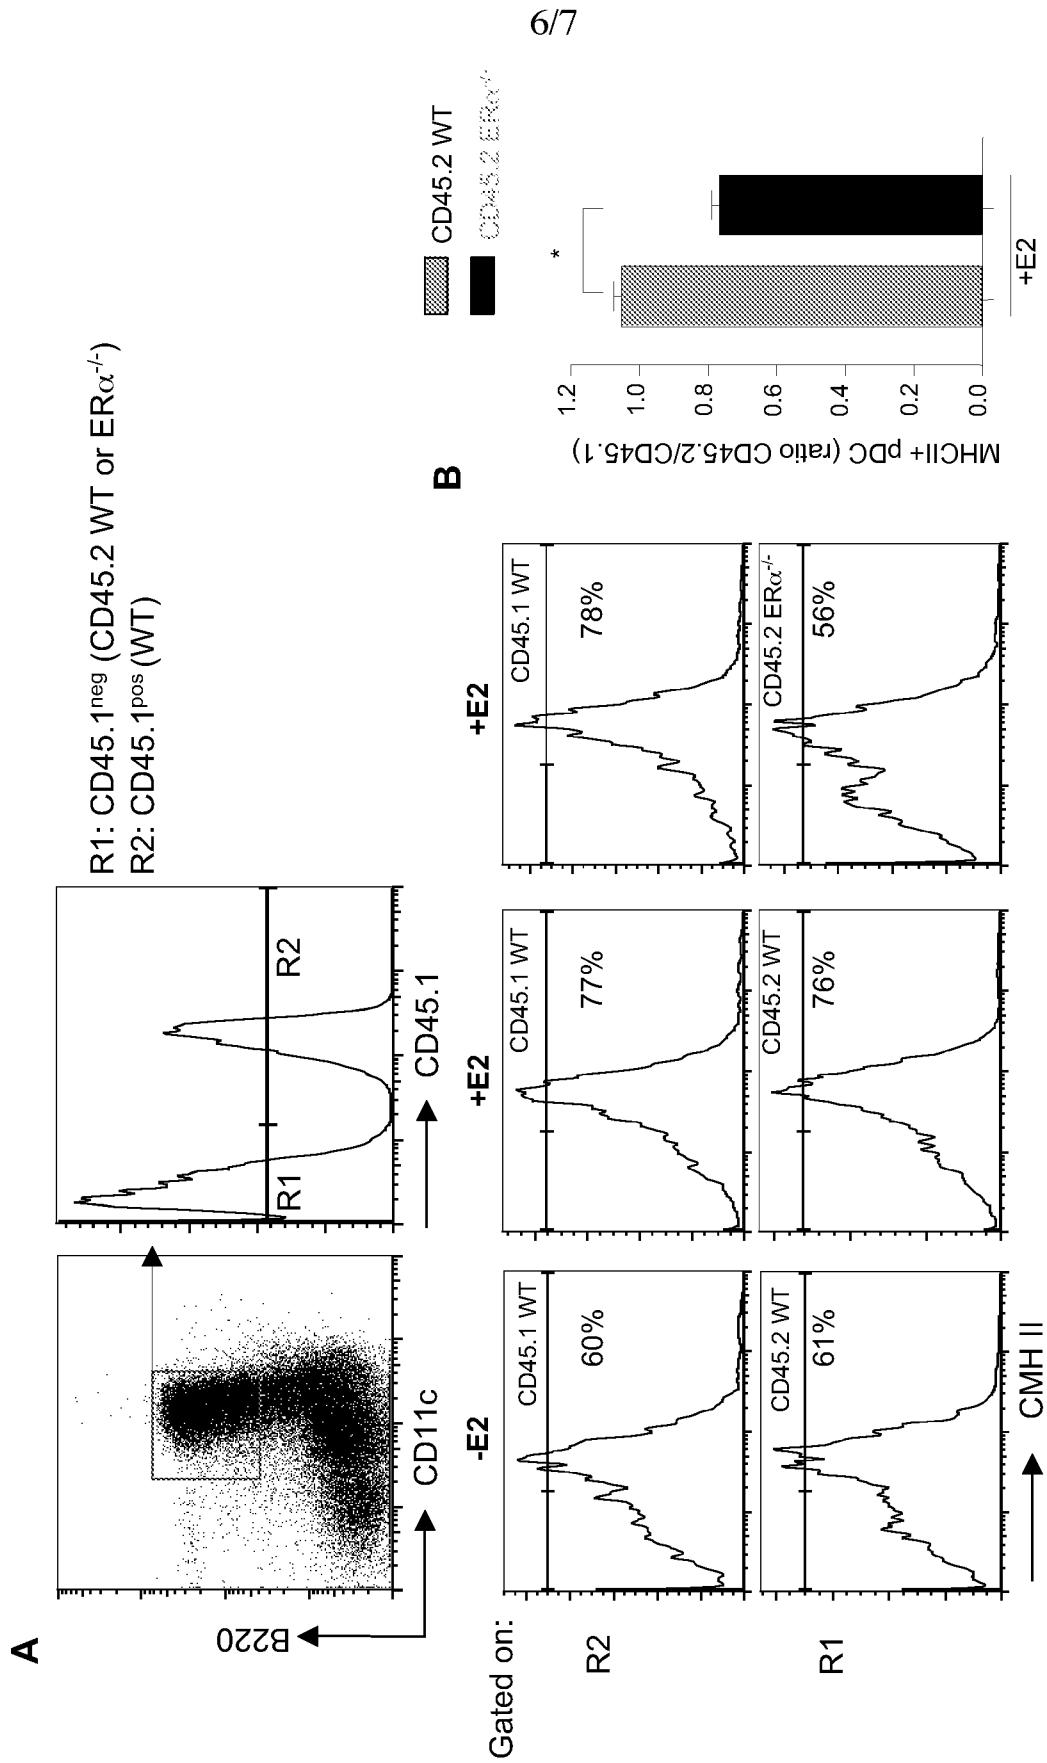 6/7
A
B220
CD11c
R1
R2
CD45.1
R1: CD45.1neg (CD45.2 WT or ERα-/-)
R2: CD45.1pos (WT)
Gated on:
-E2
+E2
+E2
R2
CD45.1 WT
60%
CD45.1 WT
77%
CD45.1 WT
78%
R1
CD45.2 WT
61%
CD45.2 WT
76%
CD45.2 ERα-/-
56%
CMH II
B
CD45.2 WT
CD45.2 ERα-/-
MHCII+ pDC (ratio CD45.2/CD45.1)
1.2
1.0
0.8
0.6
0.4
0.2
0.0
*
+E2